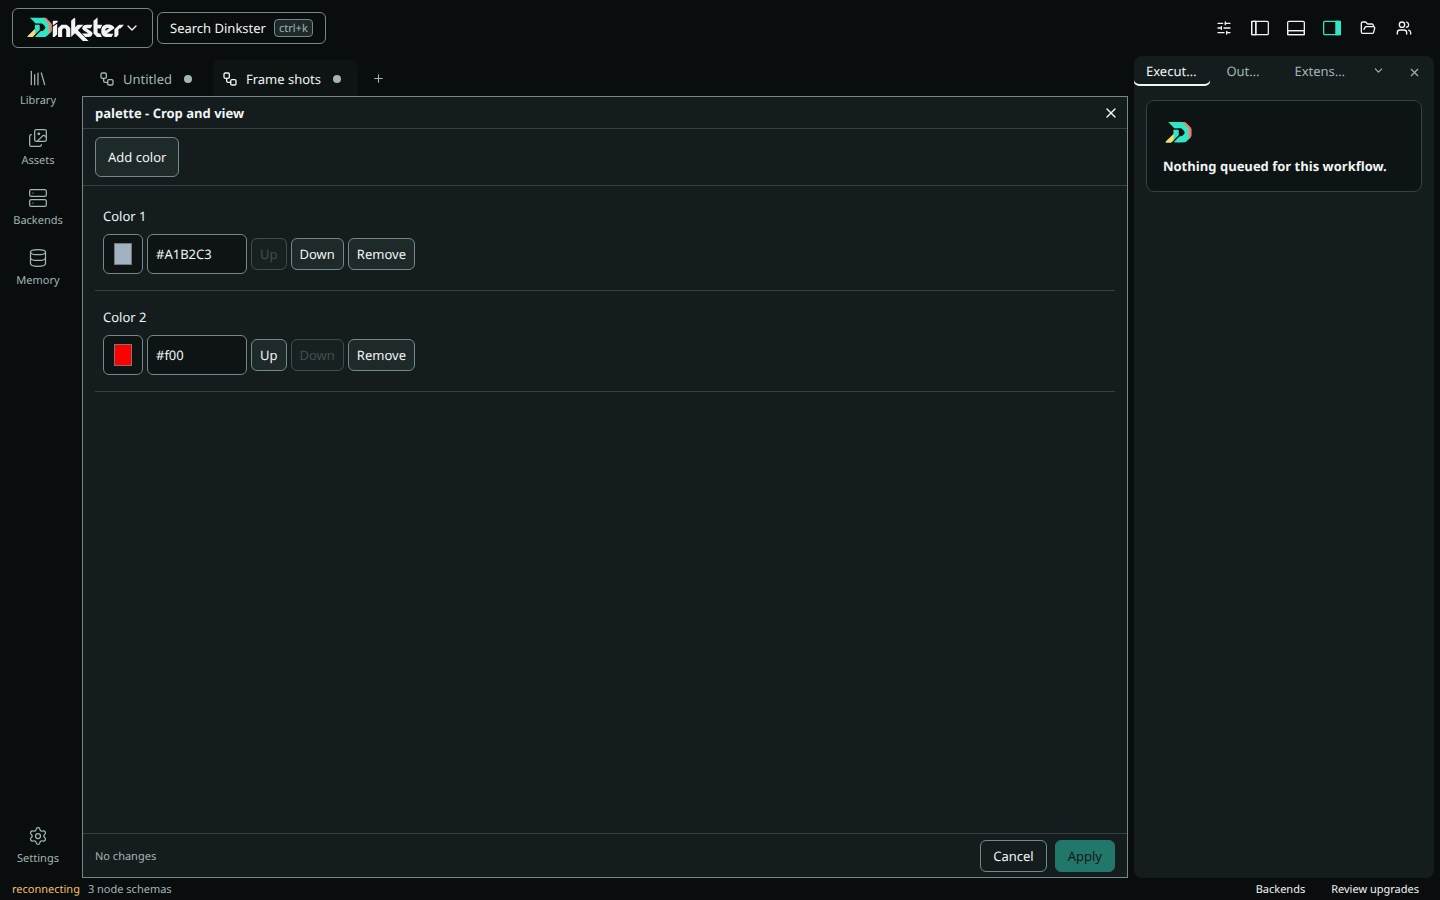 Dinkster
Search Dinkster ctrl+k
Library
Assets
Backends
Memory
Settings
Untitled
Frame shots
palette - Crop and view
Add color
Color 1
#A1B2C3 Up Down Remove
Color 2
#f00 Up Down Remove
No changes
Cancel Apply
Execut... Out... Extens...
Nothing queued for this workflow.
reconnecting 3 node schemas
Backends Review upgrades